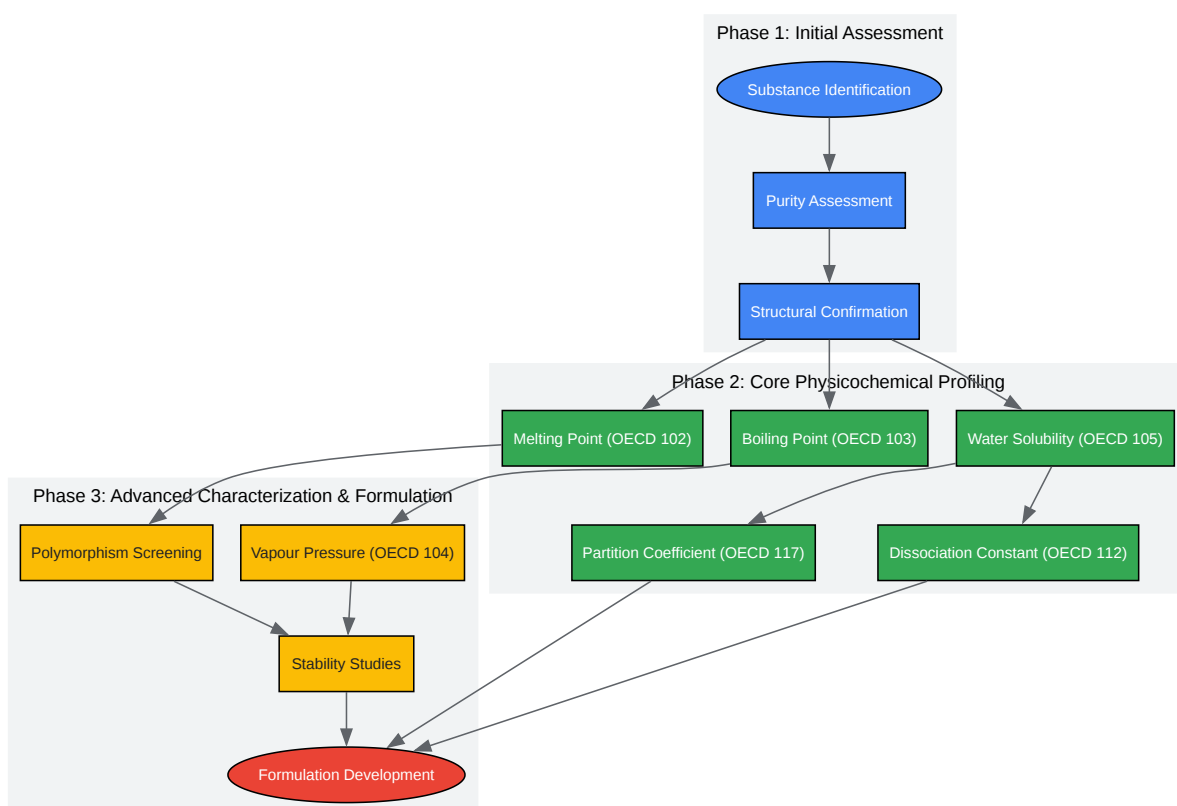 Phase 1: Initial Assessment
Substance Identification
Purity Assessment
Structural Confirmation
Phase 2: Core Physicochemical Profiling
Melting Point (OECD 102)
Boiling Point (OECD 103)
Water Solubility (OECD 105)
Phase 3: Advanced Characterization & Formulation
Polymorphism Screening
Vapour Pressure (OECD 104)
Partition Coefficient (OECD 117)
Dissociation Constant (OECD 112)
Stability Studies
Formulation Development